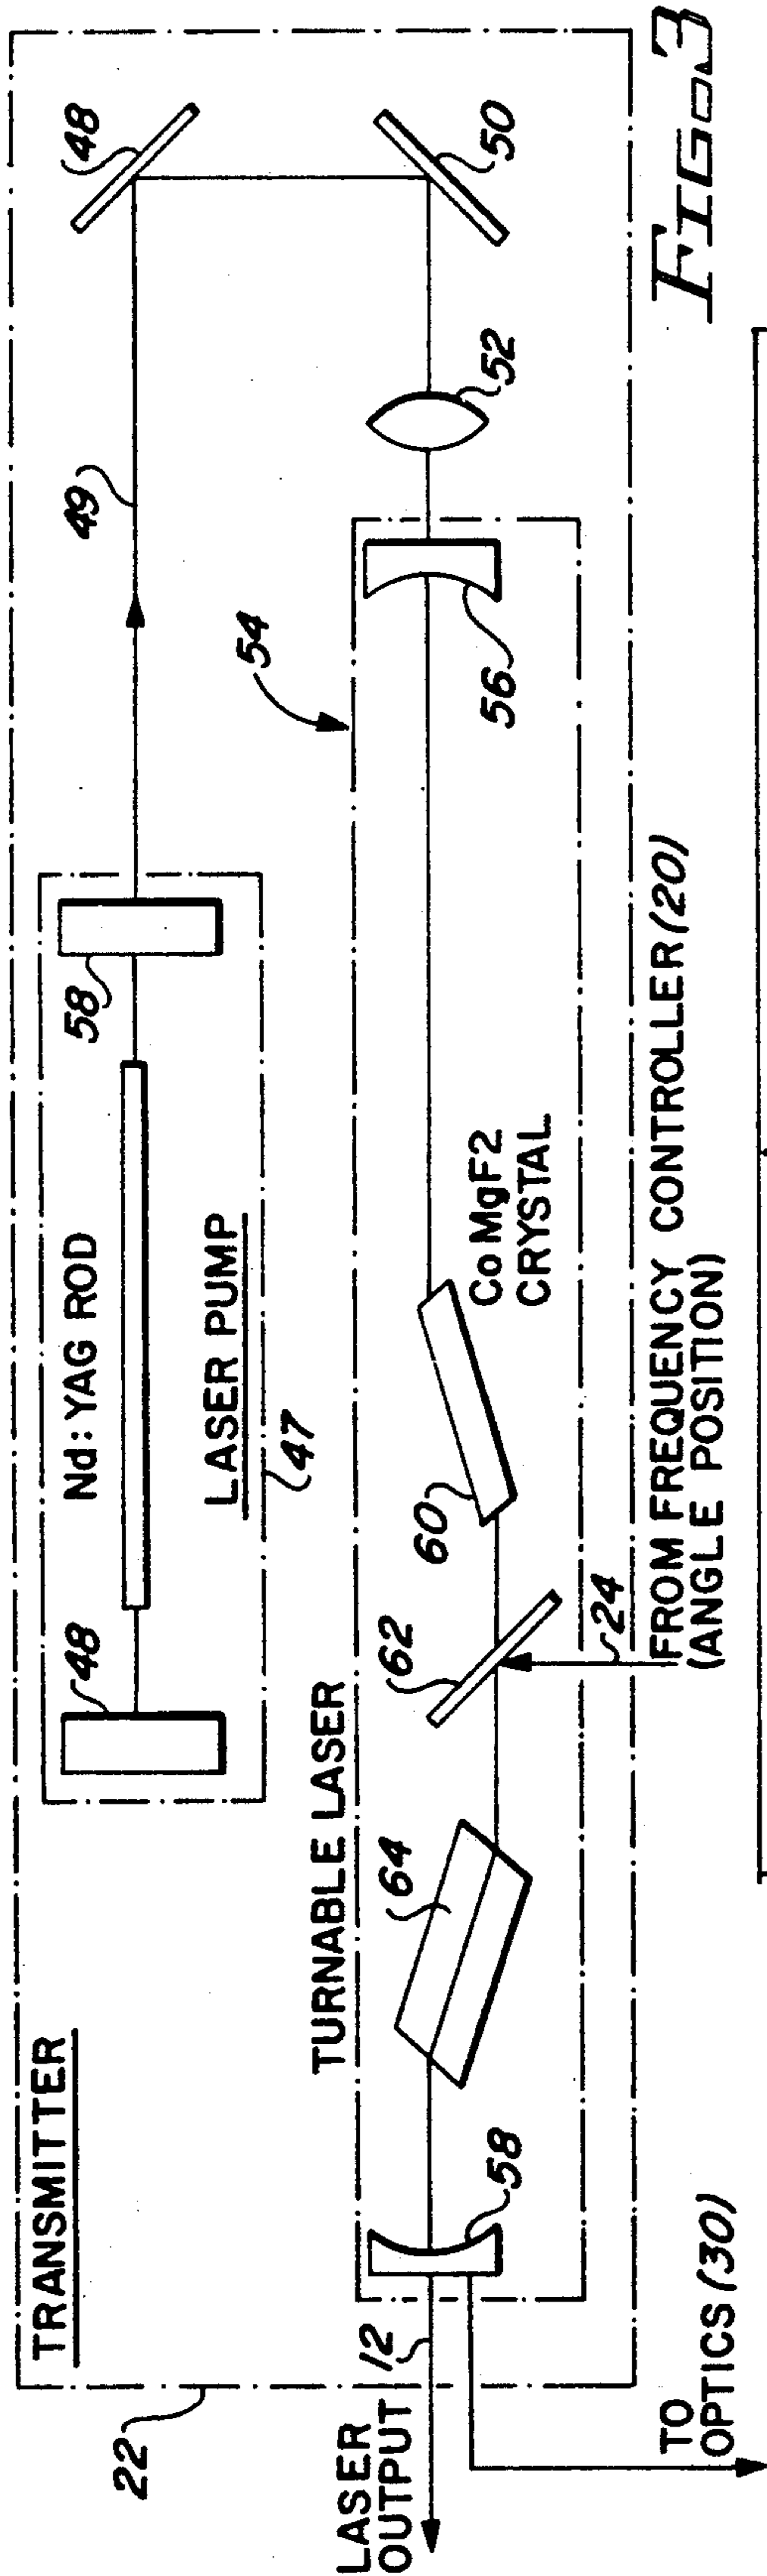 TRANSMITTER
22
Nd: YAG ROD
48
58
LASER PUMP
47
49
48
50
52
54
TURNABLE LASER
56
58
64
62
60
CoMgF2
CRYSTAL
12
LASER
OUTPUT
24
FROM FREQUENCY CONTROLLER (20)
(ANGLE POSITION)
TO
OPTICS (30)
FIG.3